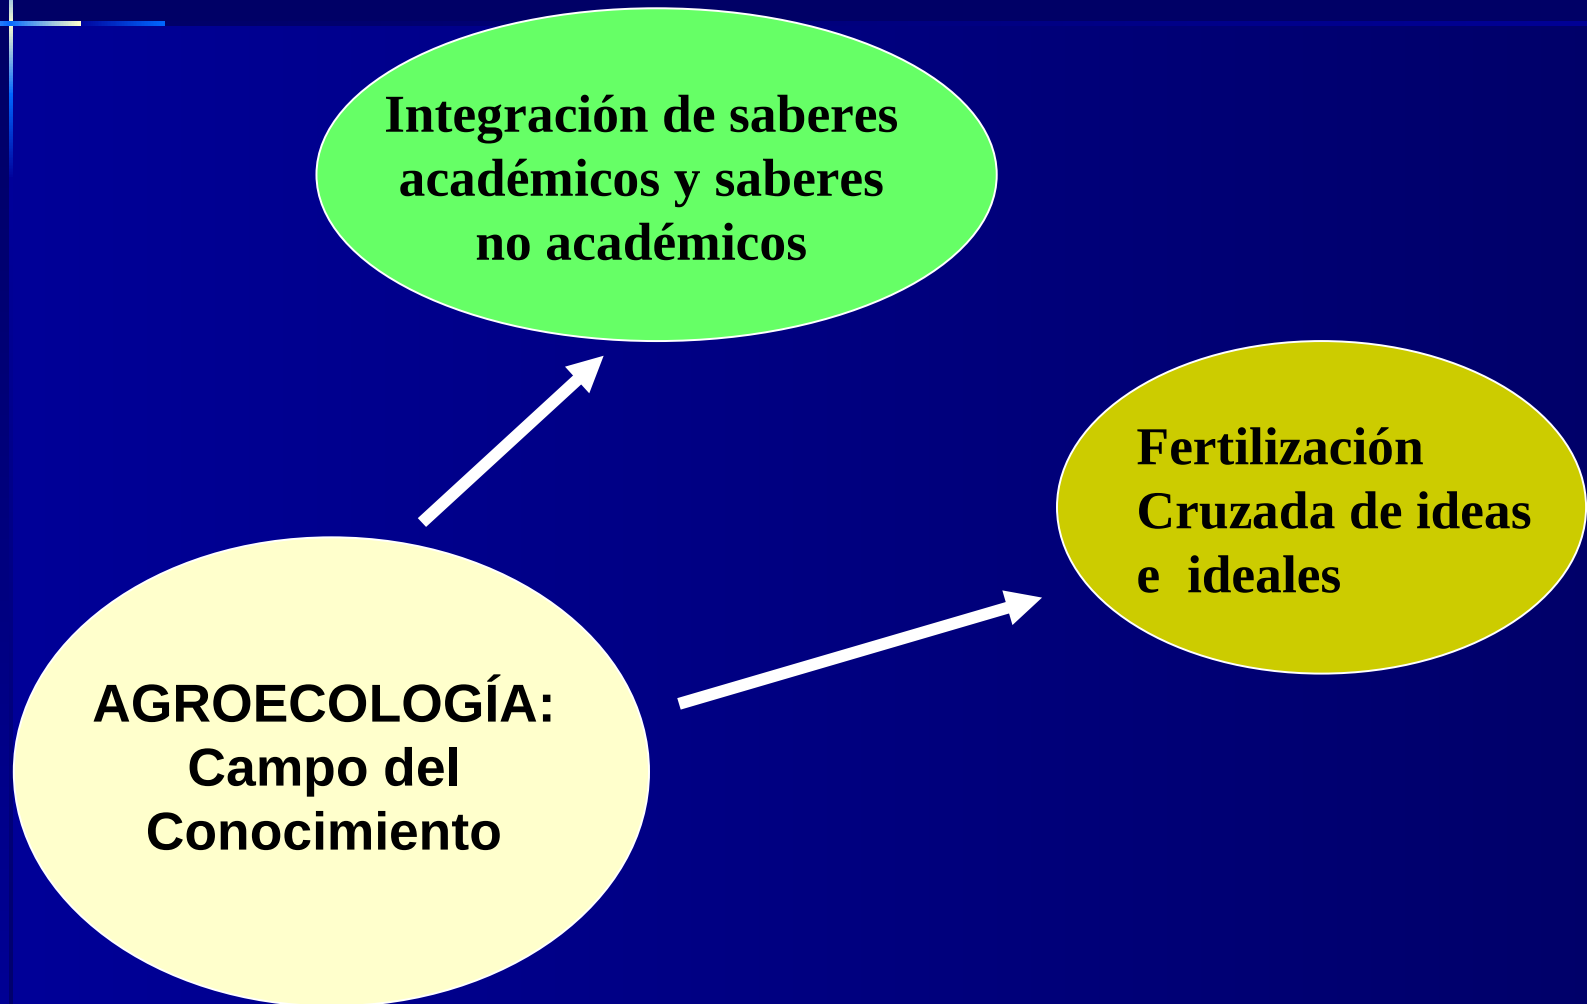 Integración de saberes
académicos y saberes
no académicos
Fertilización
Cruzada de ideas
e ideales
AGROECOLOGÍA:
Campo del
Conocimiento